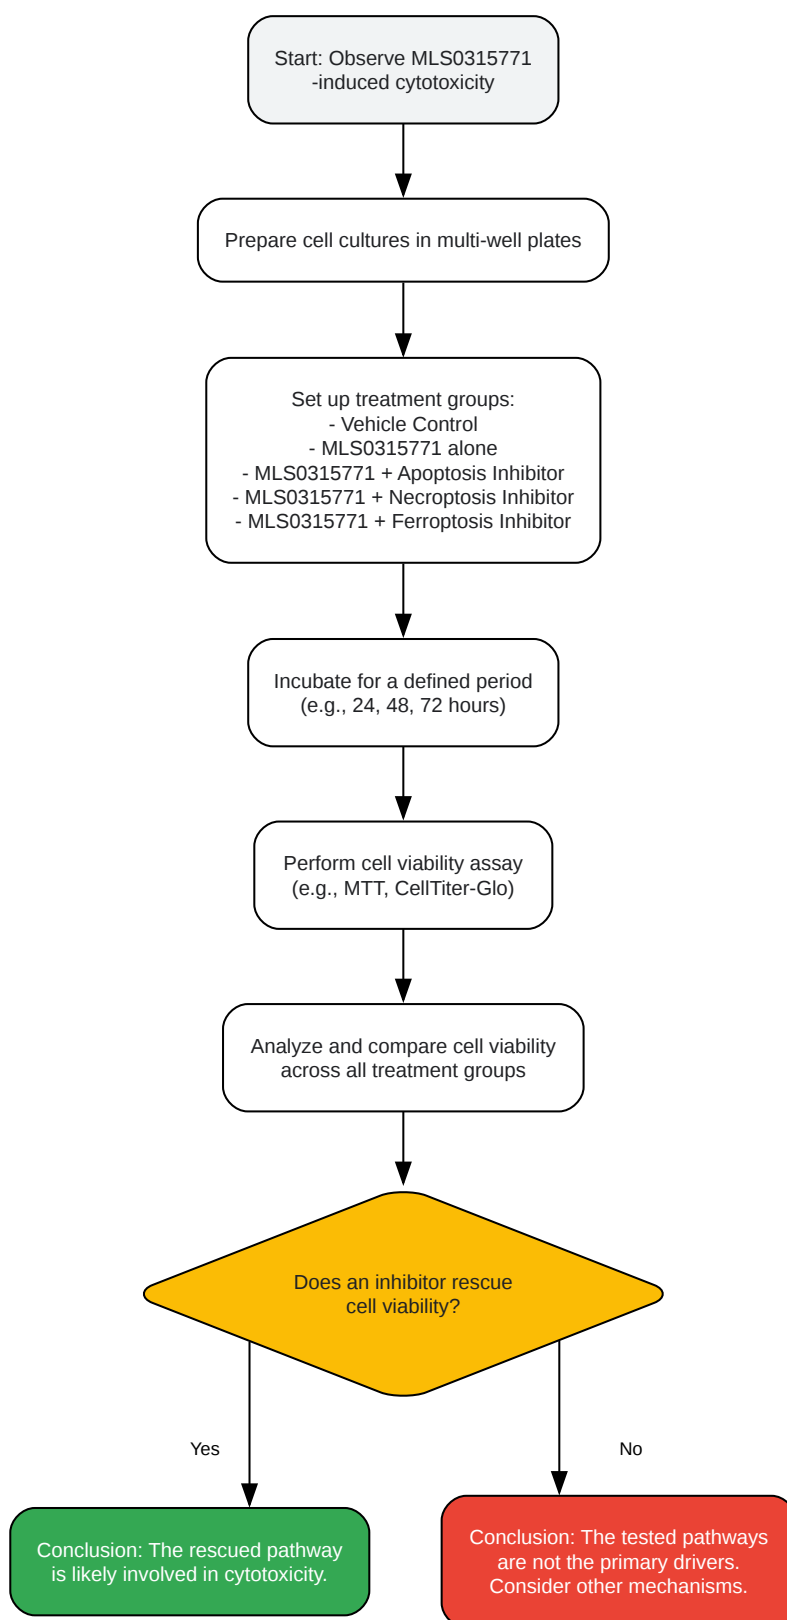 Start: Observe MLS0315771
-induced cytotoxicity
Prepare cell cultures in multi-well plates
Set up treatment groups:
- Vehicle Control
- MLS0315771 alone
- MLS0315771 + Apoptosis Inhibitor
- MLS0315771 + Necroptosis Inhibitor
- MLS0315771 + Ferroptosis Inhibitor
Incubate for a defined period
(e.g., 24, 48, 72 hours)
Perform cell viability assay
(e.g., MTT, CellTiter-Glo)
Analyze and compare cell viability
across all treatment groups
Does an inhibitor rescue
cell viability?
Yes
No
Conclusion: The rescued pathway
is likely involved in cytotoxicity.
Conclusion: The tested pathways
are not the primary drivers.
Consider other mechanisms.